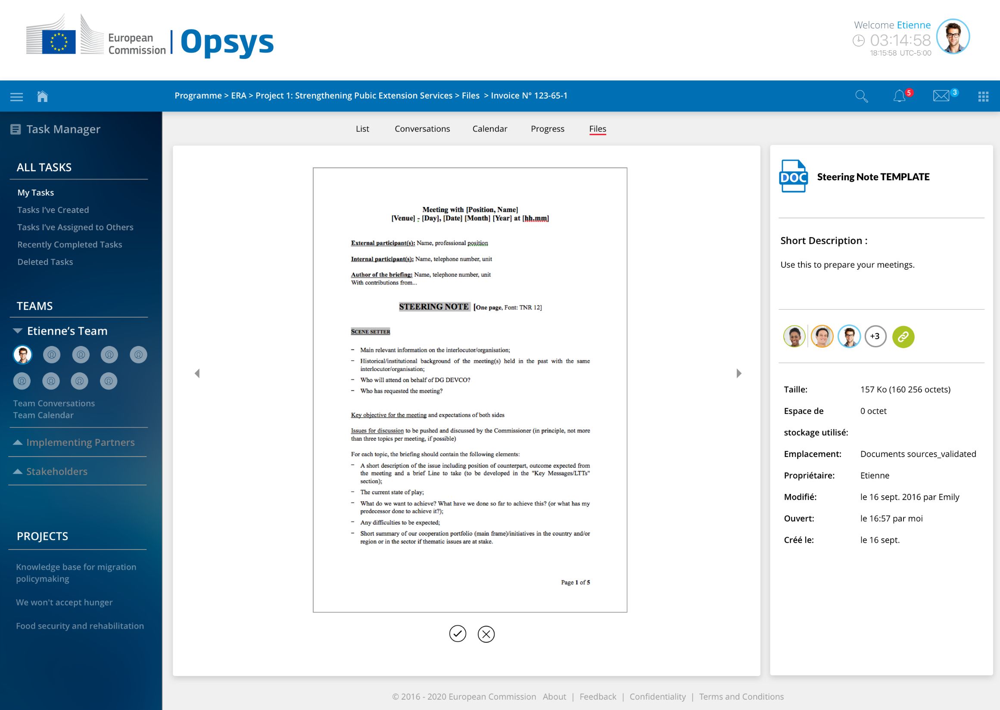 European
Commission
Opsys
Welcome Etienne
03:14:58
18:15:58 UTC-5:00
Programme > ERA > Project 1: Strengthening Pubic Extension Services > Files > Invoice N° 123-65-1
5
3
Task Manager
ALL TASKS
My Tasks
Tasks I’ve Created
Tasks I’ve Assigned to Others
Recently Completed Tasks
Deleted Tasks
TEAMS
Etienne’s Team
Team Conversations
Team Calendar
Implementing Partners
Stakeholders
PROJECTS
Knowledge base for migration
policymaking
We won't accept hunger
Food security and rehabilitation
List Conversations Calendar Progress Files
Meeting with [Position, Name]
[Venue] - [Day], [Date] [Month] [Year] at [hh.mm]
External participant(s): Name, professional position
Internal participant(s): Name, telephone number, unit
Author of the briefing: Name, telephone number, unit
With contributions from...
STEERING NOTE [One page, Font: TNR 12]
SCENE SETTER
– Main relevant information on the interlocutor/organisation;
– Historical/institutional background of the meeting(s) held in the past with the same
interlocutor/organisation;
– Who will attend on behalf of DG DEVCO?
– Who has requested the meeting?
Key objective for the meeting and expectations of both sides
Issues for discussion to be pushed and discussed by the Commissioner (in principle, not more
than three topics per meeting, if possible)
For each topic, the briefing should contain the following elements:
– A short description of the issue including position of counterpart, outcome expected from
the meeting and a brief Line to take (to be developed in the "Key Messages/LTTs"
section);
– The current state of play;
– What do we want to achieve? What have we done so far to achieve this? (or what has my
predecessor done to achieve it?);
– Any difficulties to be expected;
– Short summary of our cooperation portfolio (main frame)/initiatives in the country and/or
region or in the sector if thematic issues are at stake.
Page 1 of 5
DOC
Steering Note TEMPLATE
Short Description :
Use this to prepare your meetings.
+3
Taille: 157 Ko (160 256 octets)
Espace de 0 octet
stockage utilisé:
Emplacement: Documents sources_validated
Propriétaire: Etienne
Modifié: le 16 sept. 2016 par Emily
Ouvert: le 16:57 par moi
Créé le: le 16 sept.
© 2016 - 2020 European Commission About | Feedback | Confidentiality | Terms and Conditions